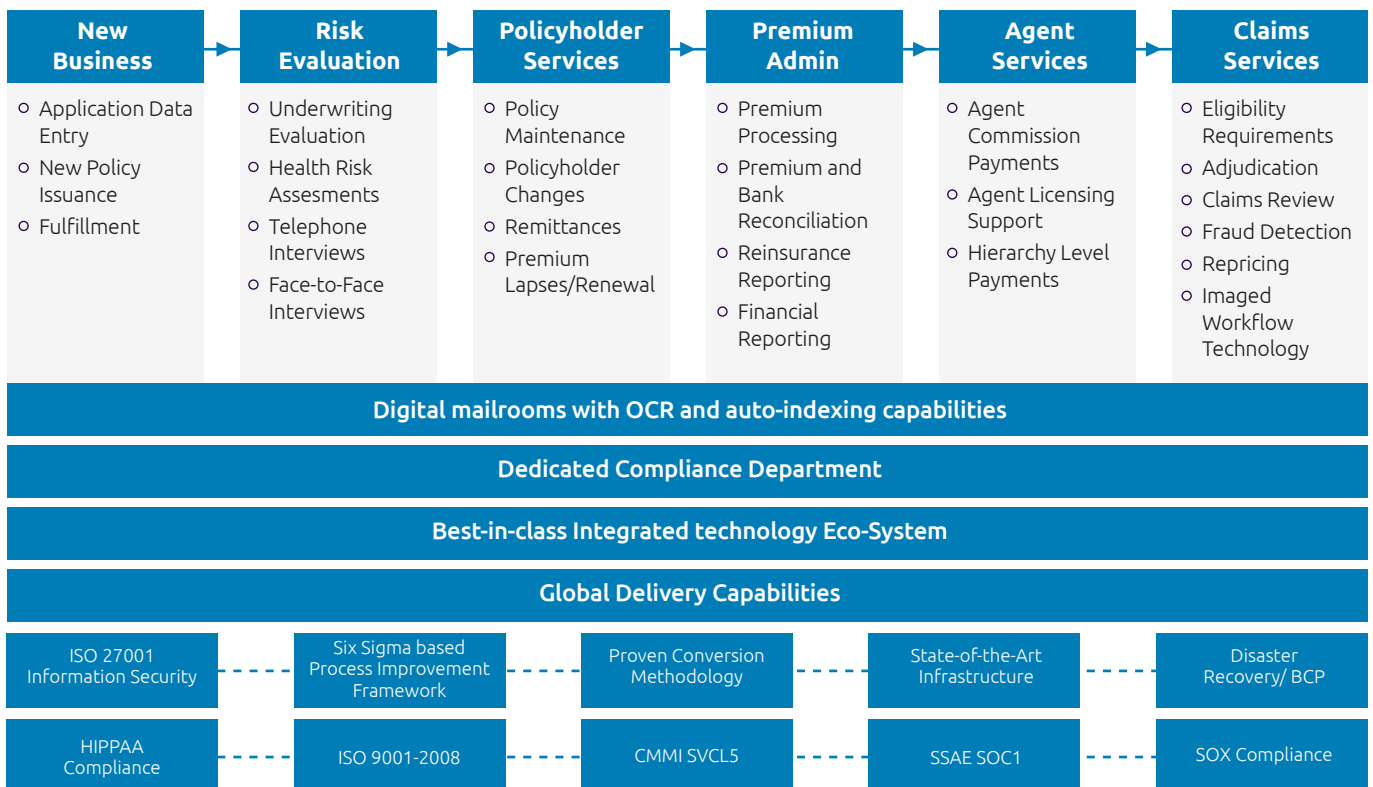 New
Business
Risk
Evaluation
Policyholder
Services
Premium
Admin
Agent
Services
Claims
Services
Application Data
Entry
New Policy
Issuance
Fulfillment
Underwriting
Evaluation
Health Risk
Assesments
Telephone
Interviews
Face-to-Face
Interviews
Policy
Maintenance
Policyholder
Changes
Remittances
Premium
Lapses/Renewal
Premium
Processing
Premium and
Bank
Reconciliation
Reinsurance
Reporting
Financial
Reporting
Agent
Commission
Payments
Agent Licensing
Support
Hierarchy Level
Payments
Eligibility
Requirements
Adjudication
Claims Review
Fraud Detection
Repricing
Imaged
Workflow
Technology
Digital mailrooms with OCR and auto-indexing capabilities
Dedicated Compliance Department
Best-in-class Integrated technology Eco-System
Global Delivery Capabilities
ISO 27001
Information Security
Six Sigma based
Process Improvement
Framework
Proven Conversion
Methodology
State-of-the-Art
Infrastructure
Disaster
Recovery/ BCP
HIPPAA
Compliance
ISO 9001-2008
CMMI SVCL5
SSAE SOC1
SOX Compliance